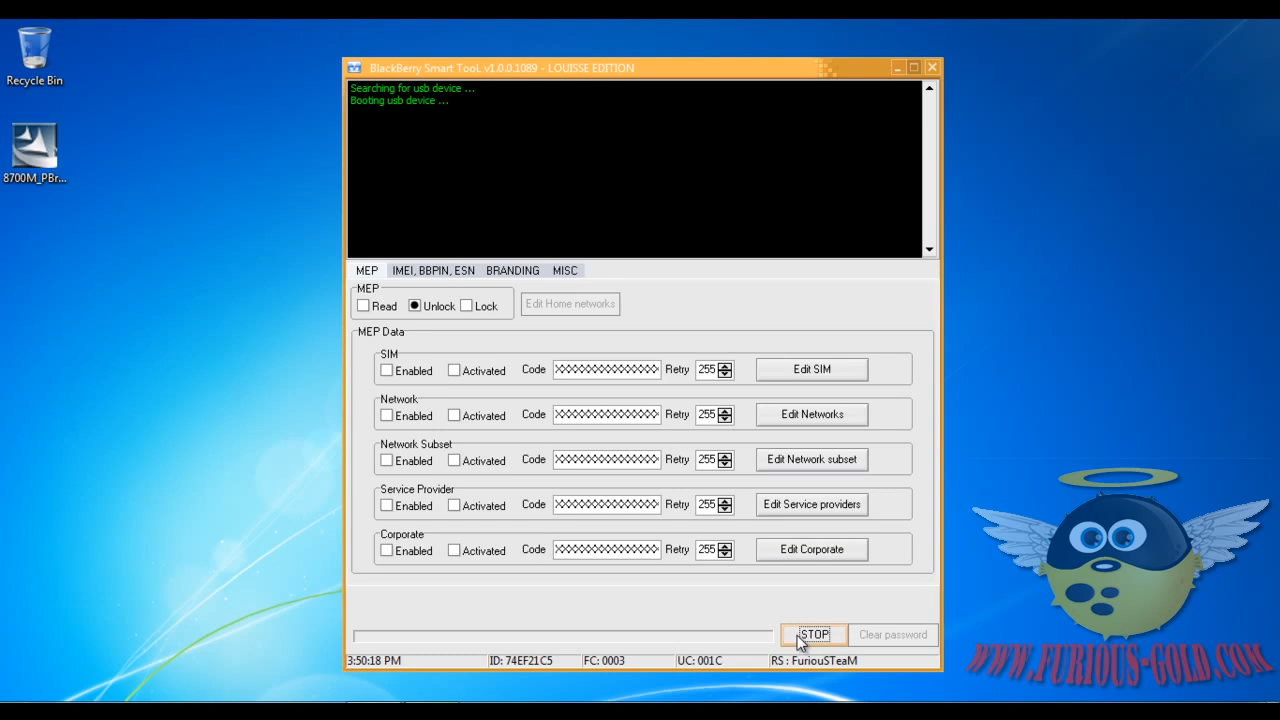 Recycle Bin
8700M_PBr...
BlackBerry Smart TooL v1.0.0.1089 - LOUISSE EDITION
Searching for usb device ...
Booting usb device ...
MEP IMEI, BBPIN, ESN BRANDING MISC
MEP
Read Unlock Lock Edit Home networks
MEP Data
SIM
Enabled Activated Code XXXXXXXXXXXXXXX Retry 255 Edit SIM
Network
Enabled Activated Code XXXXXXXXXXXXXXX Retry 255 Edit Networks
Network Subset
Enabled Activated Code XXXXXXXXXXXXXXX Retry 255 Edit Network subset
Service Provider
Enabled Activated Code XXXXXXXXXXXXXXX Retry 255 Edit Service providers
Corporate
Enabled Activated Code XXXXXXXXXXXXXXX Retry 255 Edit Corporate
STOP Clear password
3:50:18 PM ID: 74EF21C5 FC: 0003 UC: 001C RS : FuriouSTeaM
WWW.FURIOUS-GOLD.COM